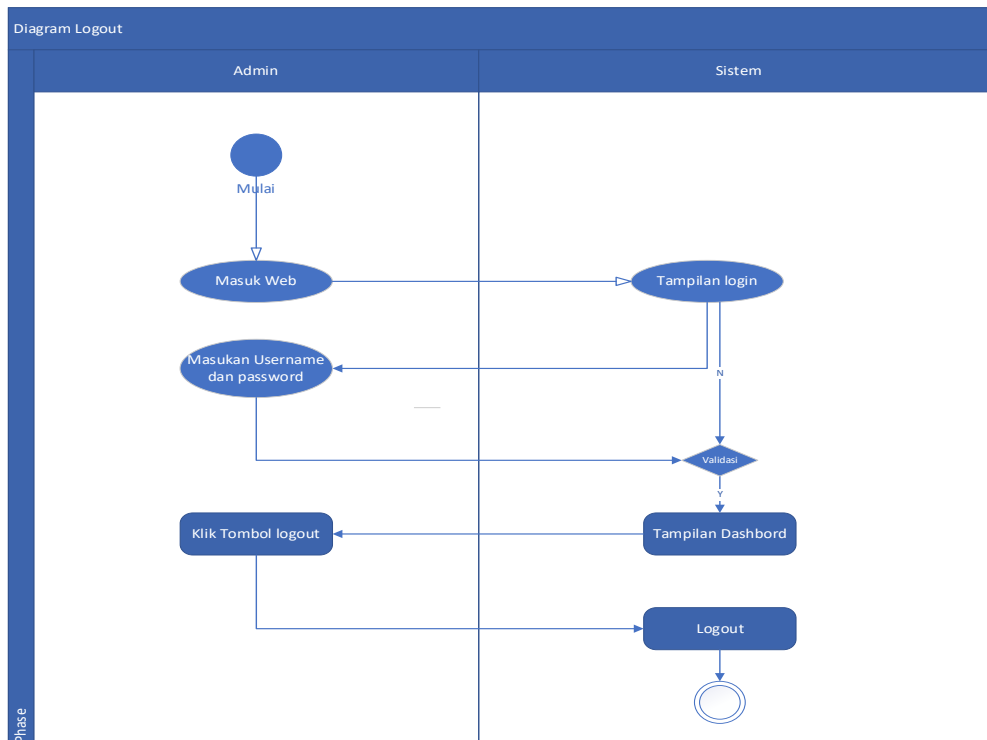 Diagram Logout
Admin
Sistem
Mulai
Masuk Web
Tampilan login
Masukan Username
dan password
N
Validasi
Y
Klik Tombol logout
Tampilan Dashbord
Logout
Phase